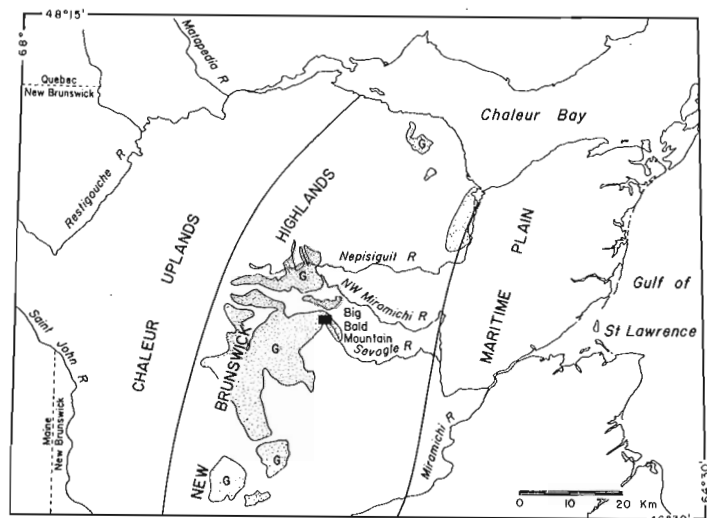 48°15'
68°
Matapedia R
Quebec
New Brunswick
Chaleur Bay
G
Restigouche R
CHALEUR UPLANDS
NEW BRUNSWICK HIGHLANDS
MARITIME PLAIN
Nepisiguit R
G
NW Miromichi R
Gulf of
St Lawrence
Big
Bald
Mountain
Sevogle R
Saint John R
G
Maine
New Brunswick
Miramichi R
G
G
64°30'
0 10 20 Km